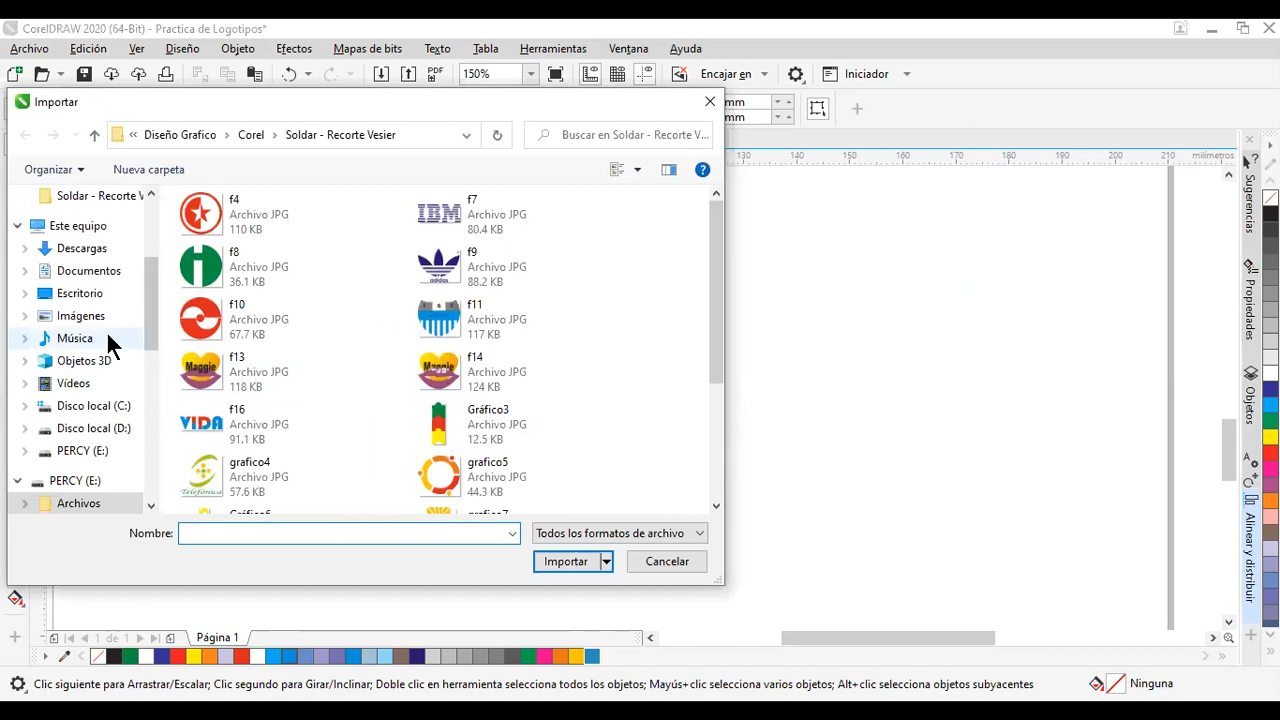 CorelDRAW 2020 (64-Bit) - Practica de Logotipos*
Archivo Edición Ver Diseño Objeto Efectos Mapas de bits Texto Tabla Herramientas Ventana Ayuda
PDF 150% Encajar en Iniciador
Importar
mm
mm
« Diseño Grafico > Corel > Soldar - Recorte Vesier
Buscar en Soldar - Recorte V...
Organizar Nueva carpeta
130 140 150 160 170 180 190 200 210 milímetros
Soldar - Recorte V
Este equipo
Descargas
Documentos
Escritorio
Imágenes
Música
Objetos 3D
Vídeos
Disco local (C:)
Disco local (D:)
PERCY (E:)
PERCY (E:)
Archivos
f4
Archivo JPG
110 KB
IBM
f7
Archivo JPG
80.4 KB
f8
Archivo JPG
36.1 KB
adidas
f9
Archivo JPG
88.2 KB
f10
Archivo JPG
67.7 KB
f11
Archivo JPG
117 KB
Maggie
f13
Archivo JPG
118 KB
Maggie
f14
Archivo JPG
124 KB
VIDA
f16
Archivo JPG
91.1 KB
Gráfico3
Archivo JPG
12.5 KB
Telefónica
grafico4
Archivo JPG
57.6 KB
grafico5
Archivo JPG
44.3 KB
Gráfico6
grafico7
Nombre:
Todos los formatos de archivo
Importar
Cancelar
Sugerencias
Propiedades
Objetos
Alinear y distribuir
1 de 1
Página 1
Clic siguiente para Arrastrar/Escalar; Clic segundo para Girar/Inclinar; Doble clic en herramienta selecciona todos los objetos; Mayús+clic selecciona varios objetos; Alt+clic selecciona objetos subyacentes
Ninguna